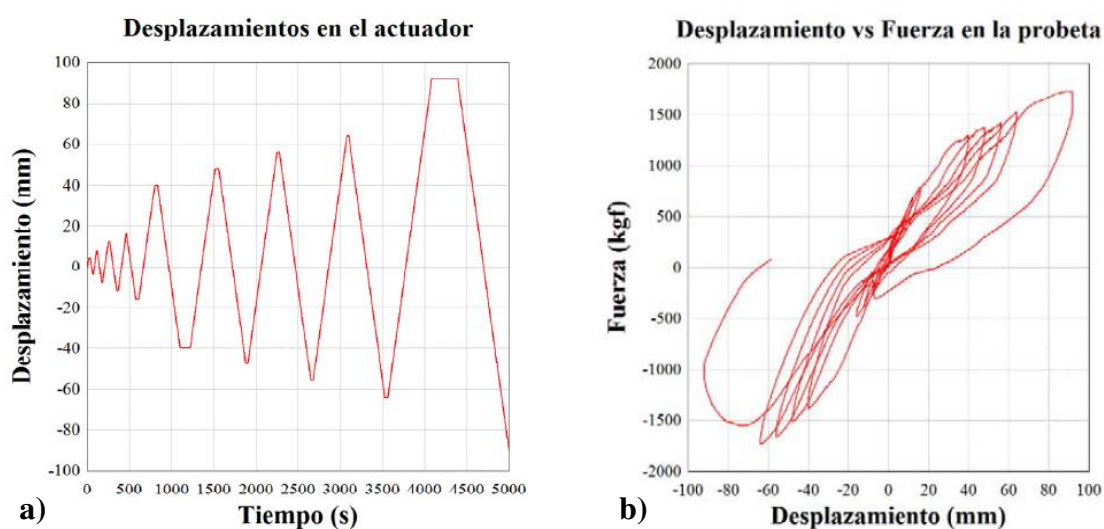 Desplazamientos en el actuador
100
80
60
40
20
0
-20
-40
-60
-80
-100
0 500 1000 1500 2000 2500 3000 3500 4000 4500 5000
Desplazamiento (mm)
Tiempo (s)
a)
Desplazamiento vs Fuerza en la probeta
2000
1500
1000
500
0
-500
-1000
-1500
-2000
-100 -80 -60 -40 -20 0 20 40 60 80 100
Fuerza (kgf)
Desplazamiento (mm)
b)